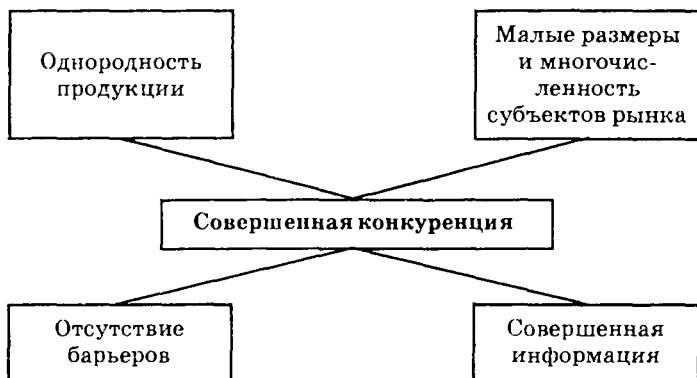 Однородность
продукции
Малые размеры
и многочис-
ленность
субъектов рынка
Совершенная конкуренция
Отсутствие
барьеров
Совершенная
информация